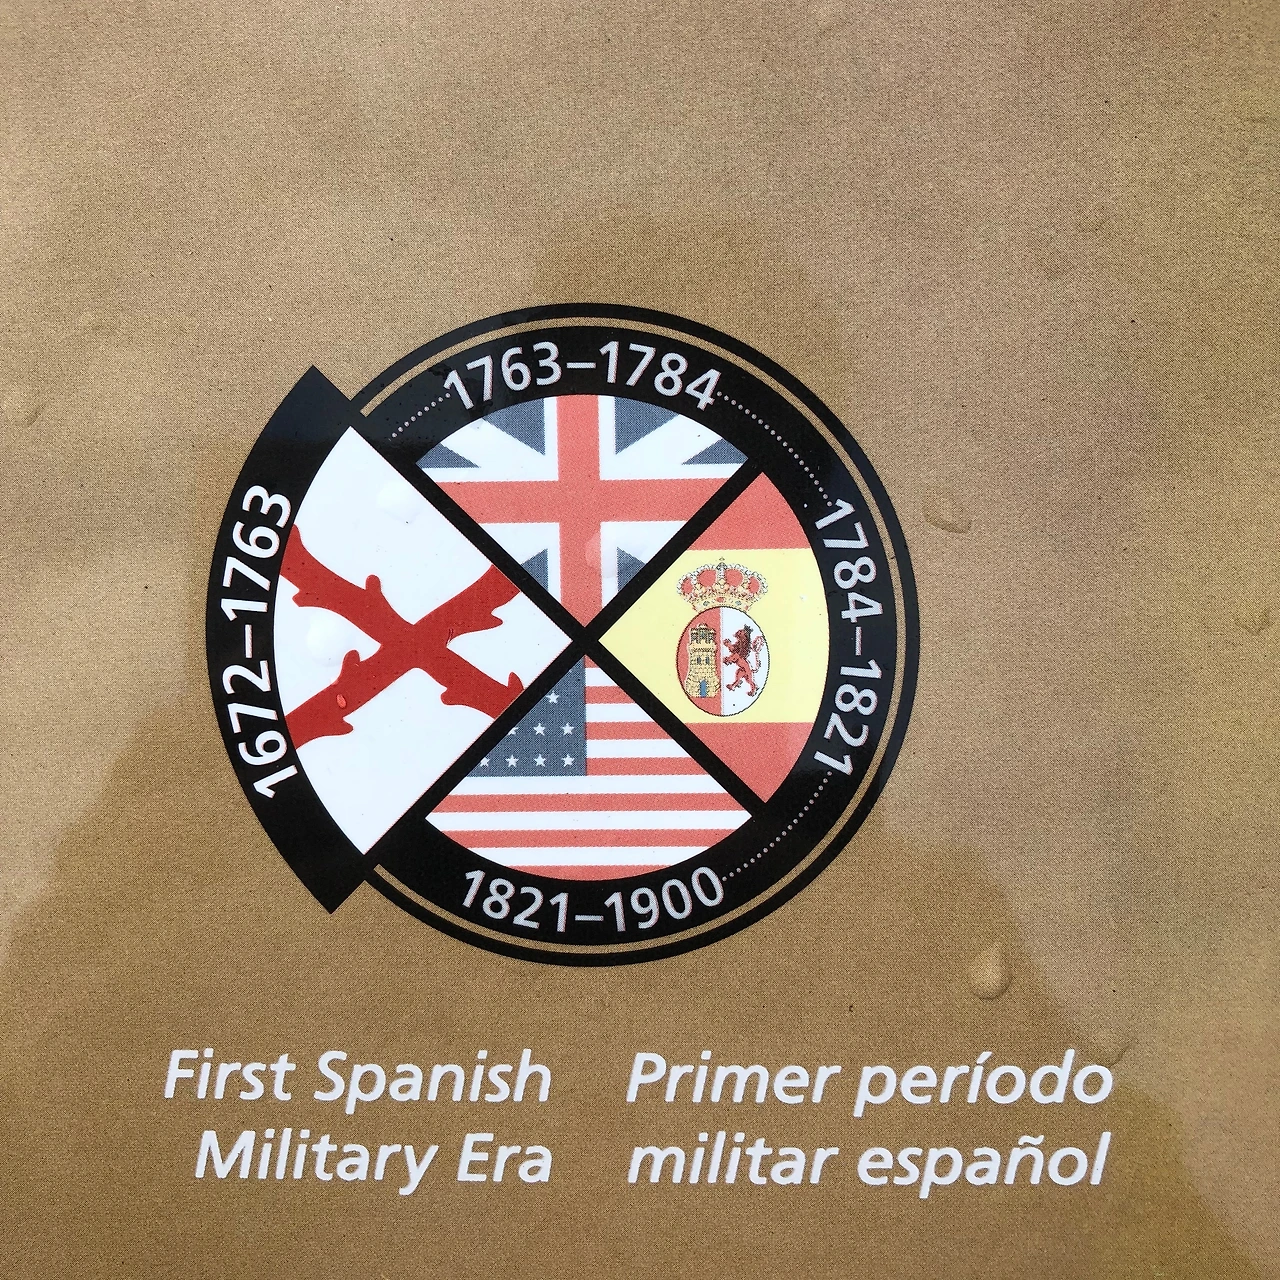 1763–1784
1672–1763
1784–1821
1821–1900
First Spanish
Military Era
Primer período
militar español